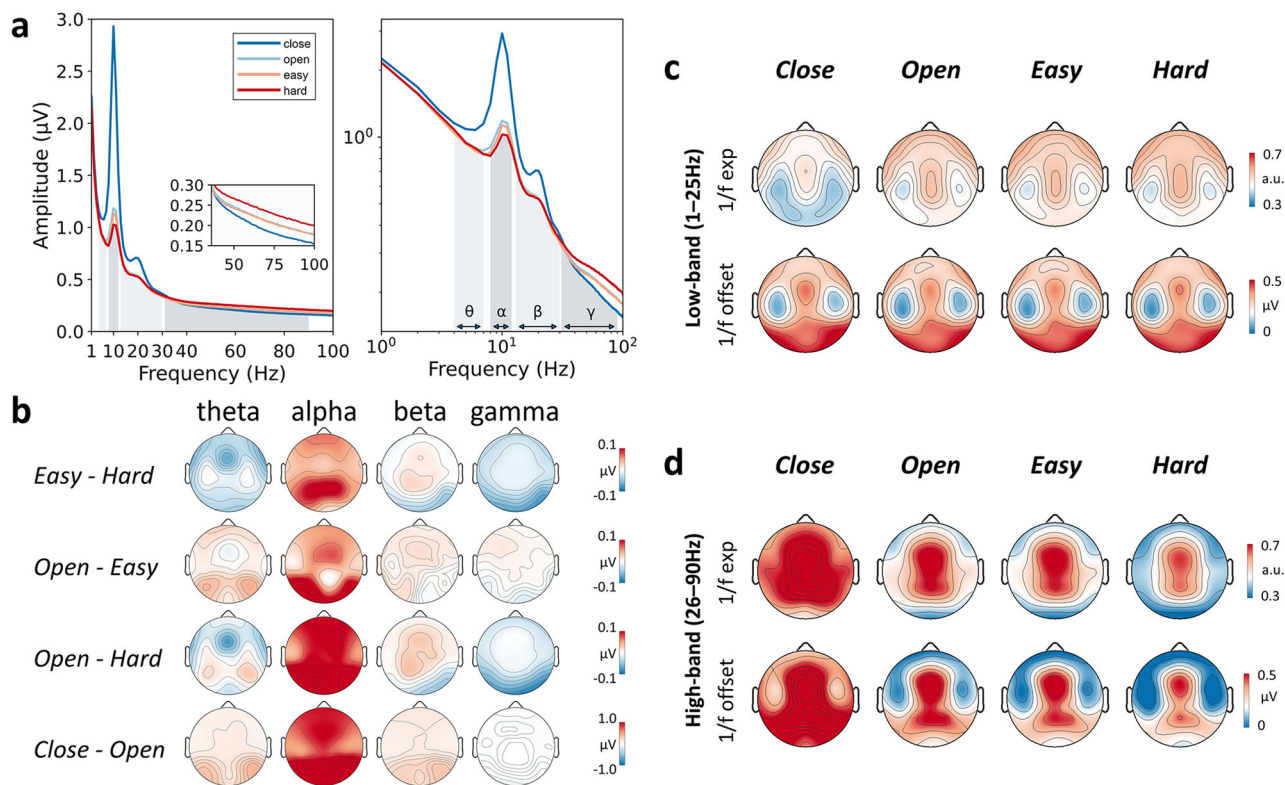 a
3.0
2.5
2.0
1.5
1.0
0.5
0.0
Amplitude (μV)
close
open
easy
hard
0.30
0.25
0.20
0.15
50 75 100
1 10 20 30 40 60 80 100
Frequency (Hz)
10⁰
θ α β γ
10⁰ 10¹ 10²
Frequency (Hz)
b
theta alpha beta gamma
Easy - Hard
0.1
μV
-0.1
Open - Easy
0.1
μV
-0.1
Open - Hard
0.1
μV
-0.1
Close - Open
1.0
μV
-1.0
c
Close Open Easy Hard
Low-band (1–25Hz)
1/f exp
0.7
a.u.
0.3
1/f offset
0.5
μV
0
d
Close Open Easy Hard
High-band (26–90Hz)
1/f exp
0.7
a.u.
0.3
1/f offset
0.5
μV
0